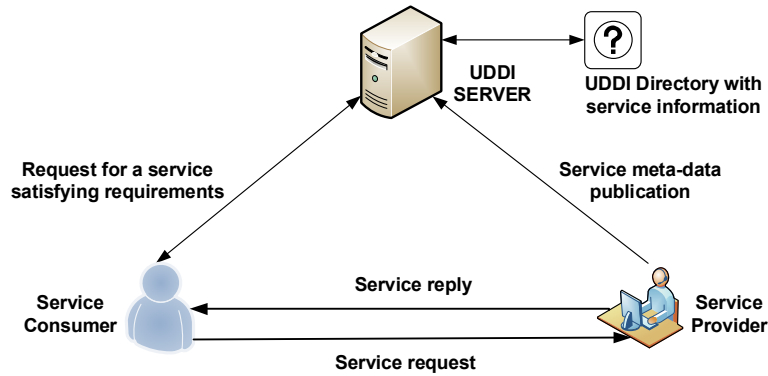 UDDI
SERVER
UDDI Directory with
service information
Request for a service
satisfying requirements
Service meta-data
publication
Service reply
Service
Consumer
Service
Provider
Service request